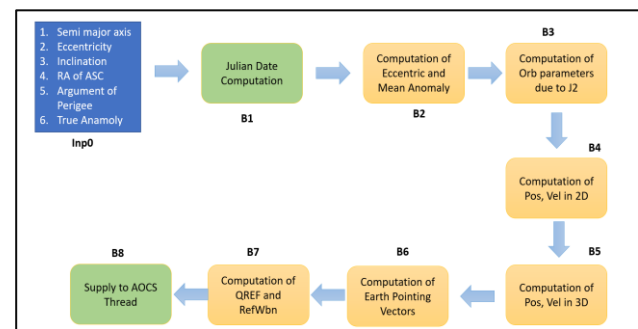 1. Semi major axis
2. Eccentricity
3. Inclination
4. RA of ASC
5. Argument of
Perigee
6. True Anamoly
Inp0
Julian Date
Computation
B1
Computation of
Eccentric and
Mean Anomaly
B2
B3
Computation of
Orb parameters
due to J2
B4
Computation of
Pos, Vel in 2D
B5
Computation of
Pos, Vel in 3D
B6
Computation of
Earth Pointing
Vectors
B7
Computation of
QREF and
RefWbn
B8
Supply to AOCS
Thread